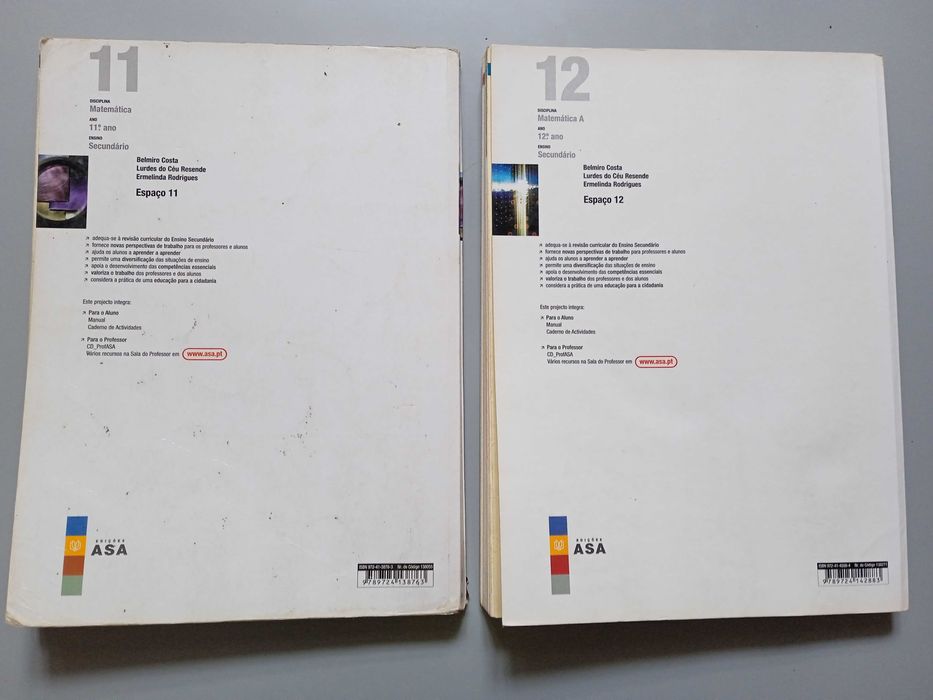 11
DISCIPLINA
Matemática
ANO
11º ano
ENSINO
Secundário
Belmiro Costa
Lurdes do Céu Resende
Ermelinda Rodrigues
Espaço 11
adequa-se à revisão curricular do Ensino Secundário
fornece novas perspectivas de trabalho para os professores e alunos
ajuda os alunos a aprender a aprender
permite uma diversificação das situações de ensino
apoia o desenvolvimento das competências essenciais
valoriza o trabalho dos professores e dos alunos
considera a prática de uma educação para a cidadania
Este projecto integra:
Para o Aluno
Manual
Caderno de Actividades
Para o Professor
CD_ProfASA
Vários recursos na Sala do Professor em www.asa.pt
EDIÇÕES
ASA
9789724138763
12
DISCIPLINA
Matemática A
ANO
12º ano
ENSINO
Secundário
Belmiro Costa
Lurdes do Céu Resende
Ermelinda Rodrigues
Espaço 12
adequa-se à revisão curricular do Ensino Secundário
fornece novas perspectivas de trabalho para os professores e alunos
ajuda os alunos a aprender a aprender
permite uma diversificação das situações de ensino
apoia o desenvolvimento das competências essenciais
valoriza o trabalho dos professores e dos alunos
considera a prática de uma educação para a cidadania
Este projecto integra:
Para o Aluno
Manual
Caderno de Actividades
Para o Professor
CD_ProfASA
Vários recursos na Sala do Professor em www.asa.pt
EDIÇÕES
ASA
9789724142883